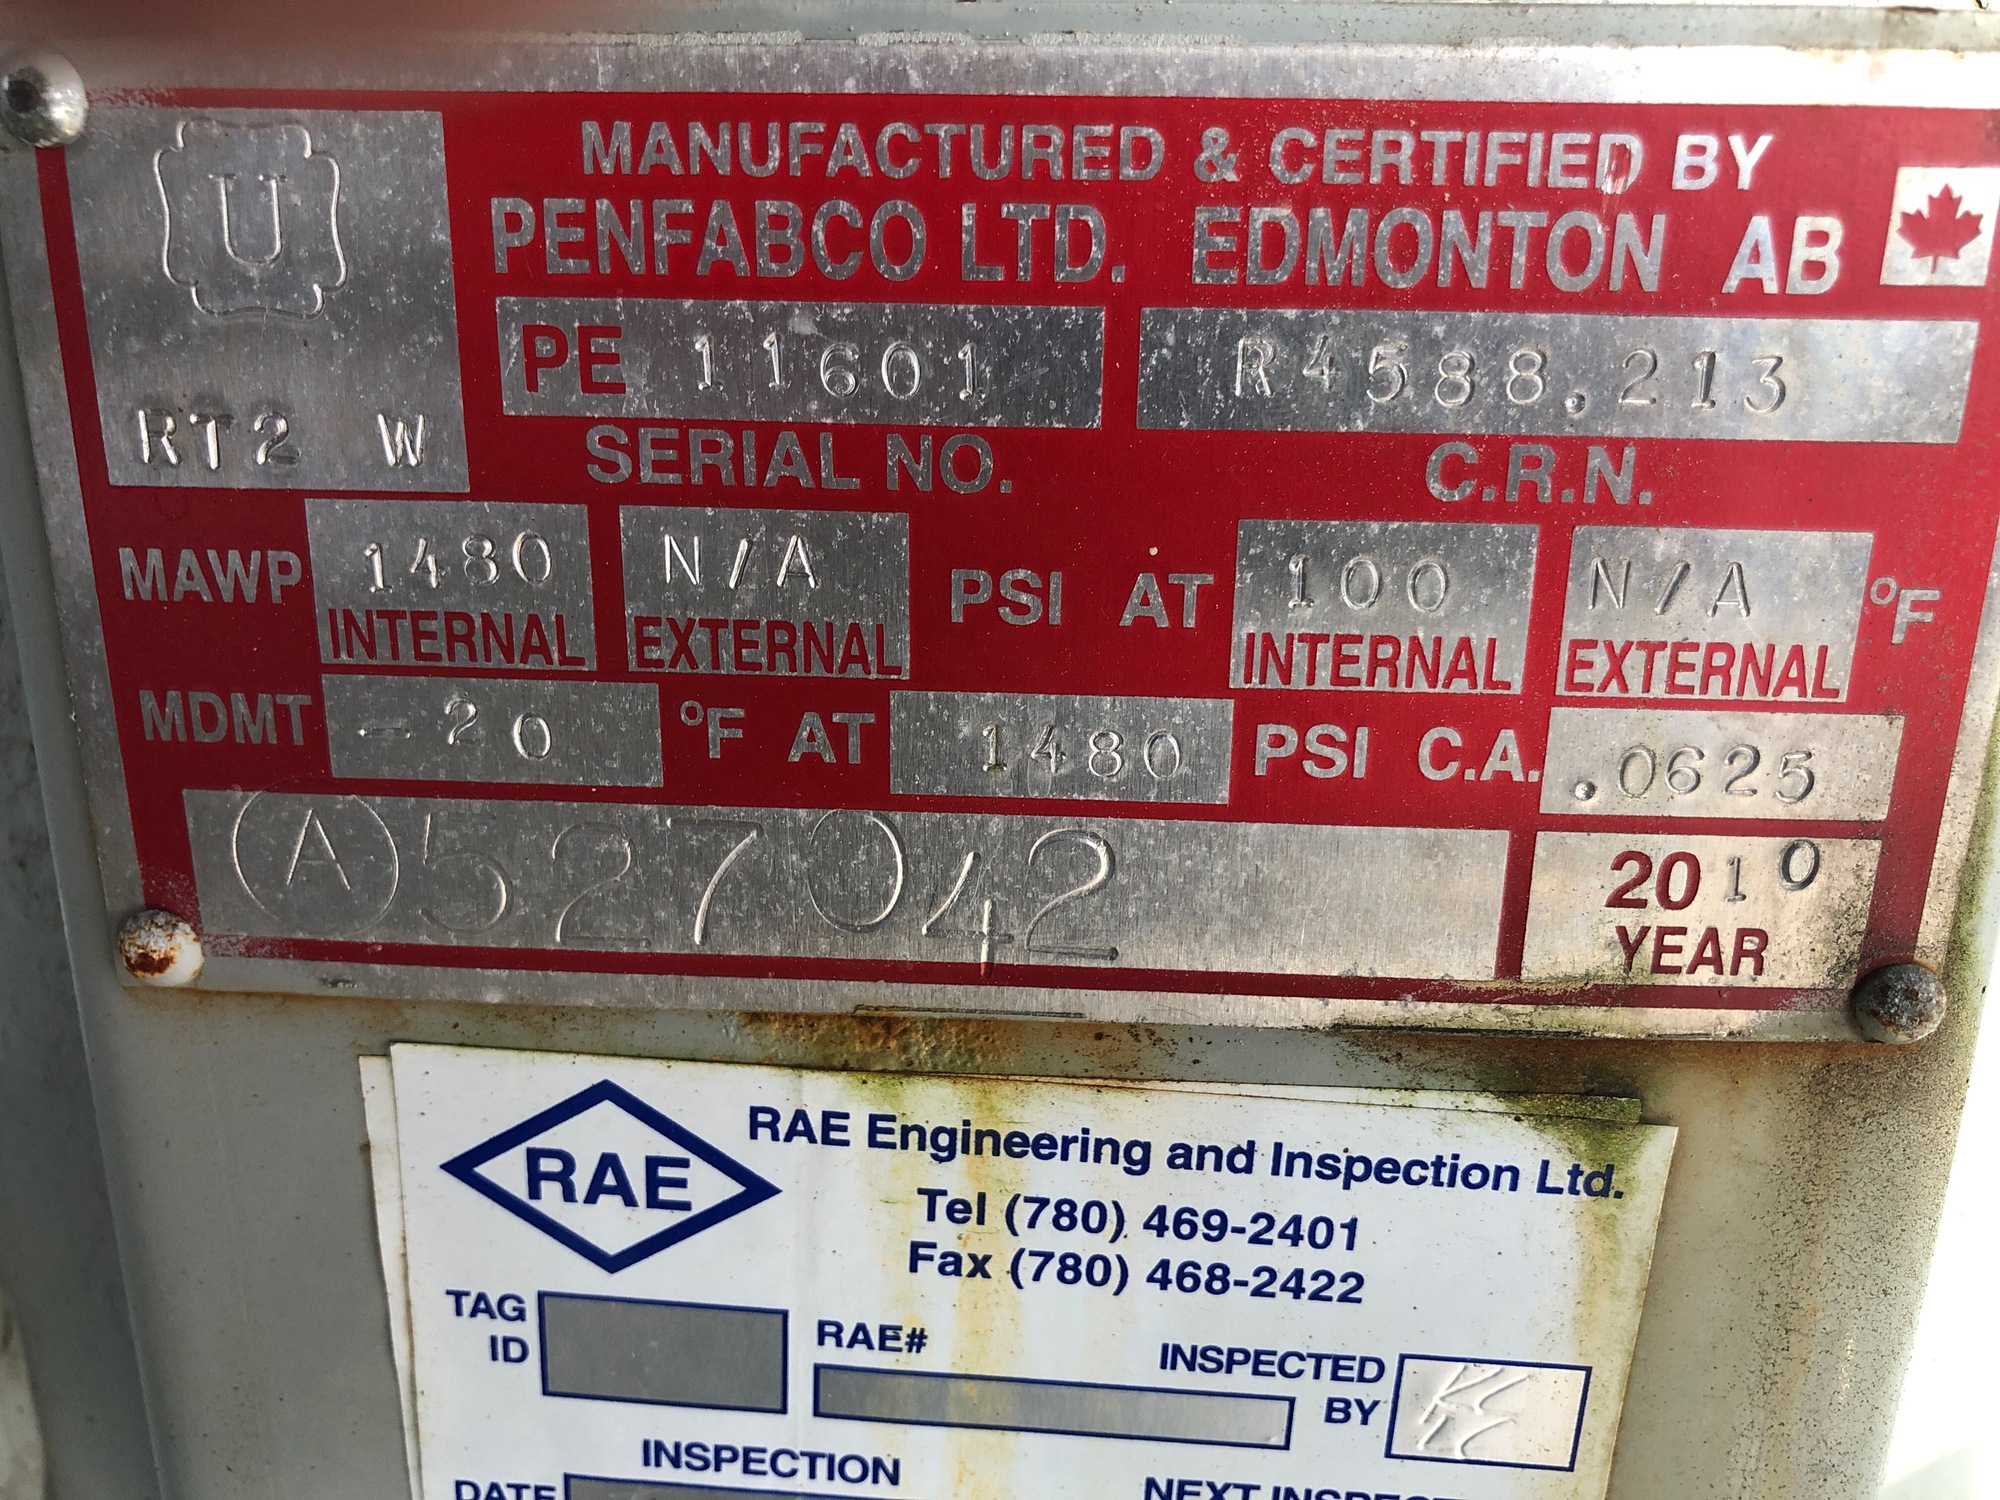 U
RT2 W
MANUFACTURED & CERTIFIED BY
PENFABCO LTD. EDMONTON AB
PE 11601 R4588.213
SERIAL NO. C.R.N.
MAWP 1480 N/A PSI AT 100 N/A °F
INTERNAL EXTERNAL INTERNAL EXTERNAL
MDMT -20 °F AT 1480 PSI C.A. .0625
A 527042
2010
YEAR
RAE
RAE Engineering and Inspection Ltd.
Tel (780) 469-2401
Fax (780) 468-2422
TAG
ID
RAE#
INSPECTED
BY
INSPECTION
DATE
NEXT